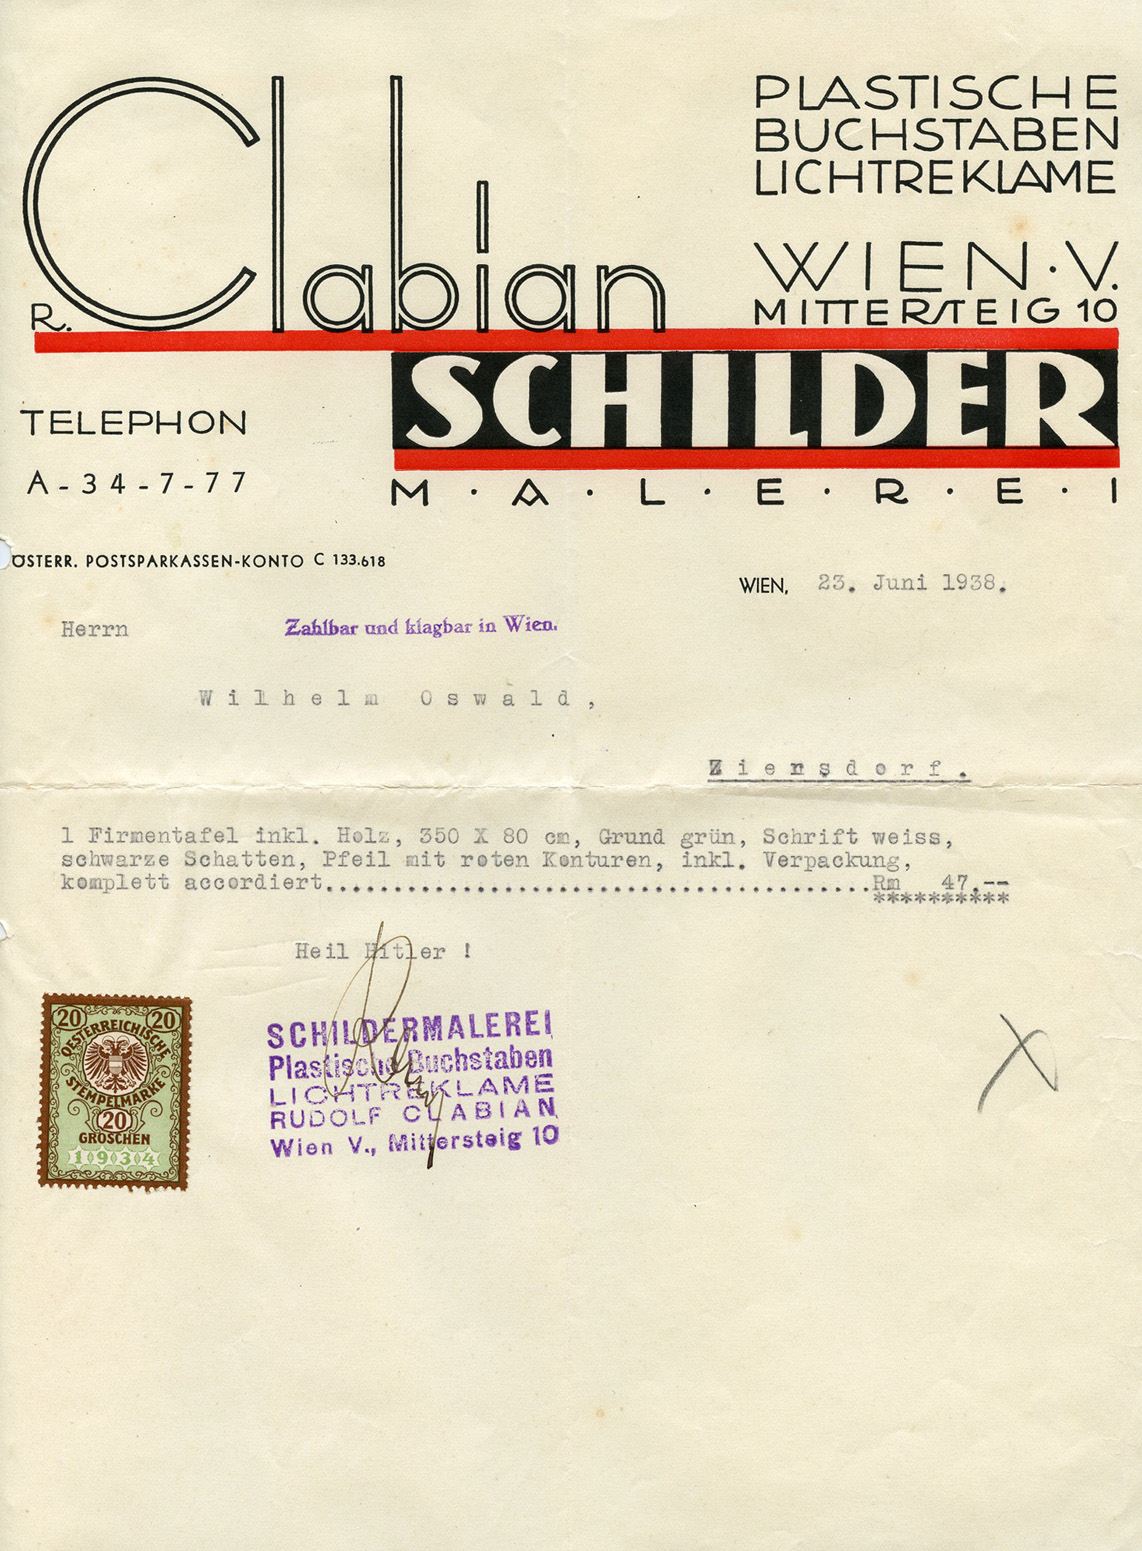 R. Clabian
PLASTISCHE
BUCHSTABEN
LICHTREKLAME
WIEN·V.
MITTERSTEIG 10
SCHILDER
M·A·L·E·R·E·I
TELEPHON
A-34-7-77
ÖSTERR. POSTSPARKASSEN-KONTO C 133.618
WIEN, 23. Juni 1938.
Herrn
Zahlbar und klagbar in Wien.
Wilhelm Oswald,
Ziersdorf.
1 Firmentafel inkl. Holz, 350 X 80 cm, Grund grün, Schrift weiss,
schwarze Schatten, Pfeil mit roten Konturen, inkl. Verpackung,
komplett accordiert........................................Rm 47.--
**********
Heil Hitler !
20 20
OESTERREICHISCHE
STEMPELMARKE
20
GROSCHEN
1934
SCHILDERMALEREI
Plastische Buchstaben
LICHTREKLAME
RUDOLF CLABIAN
Wien V., Mittersteig 10